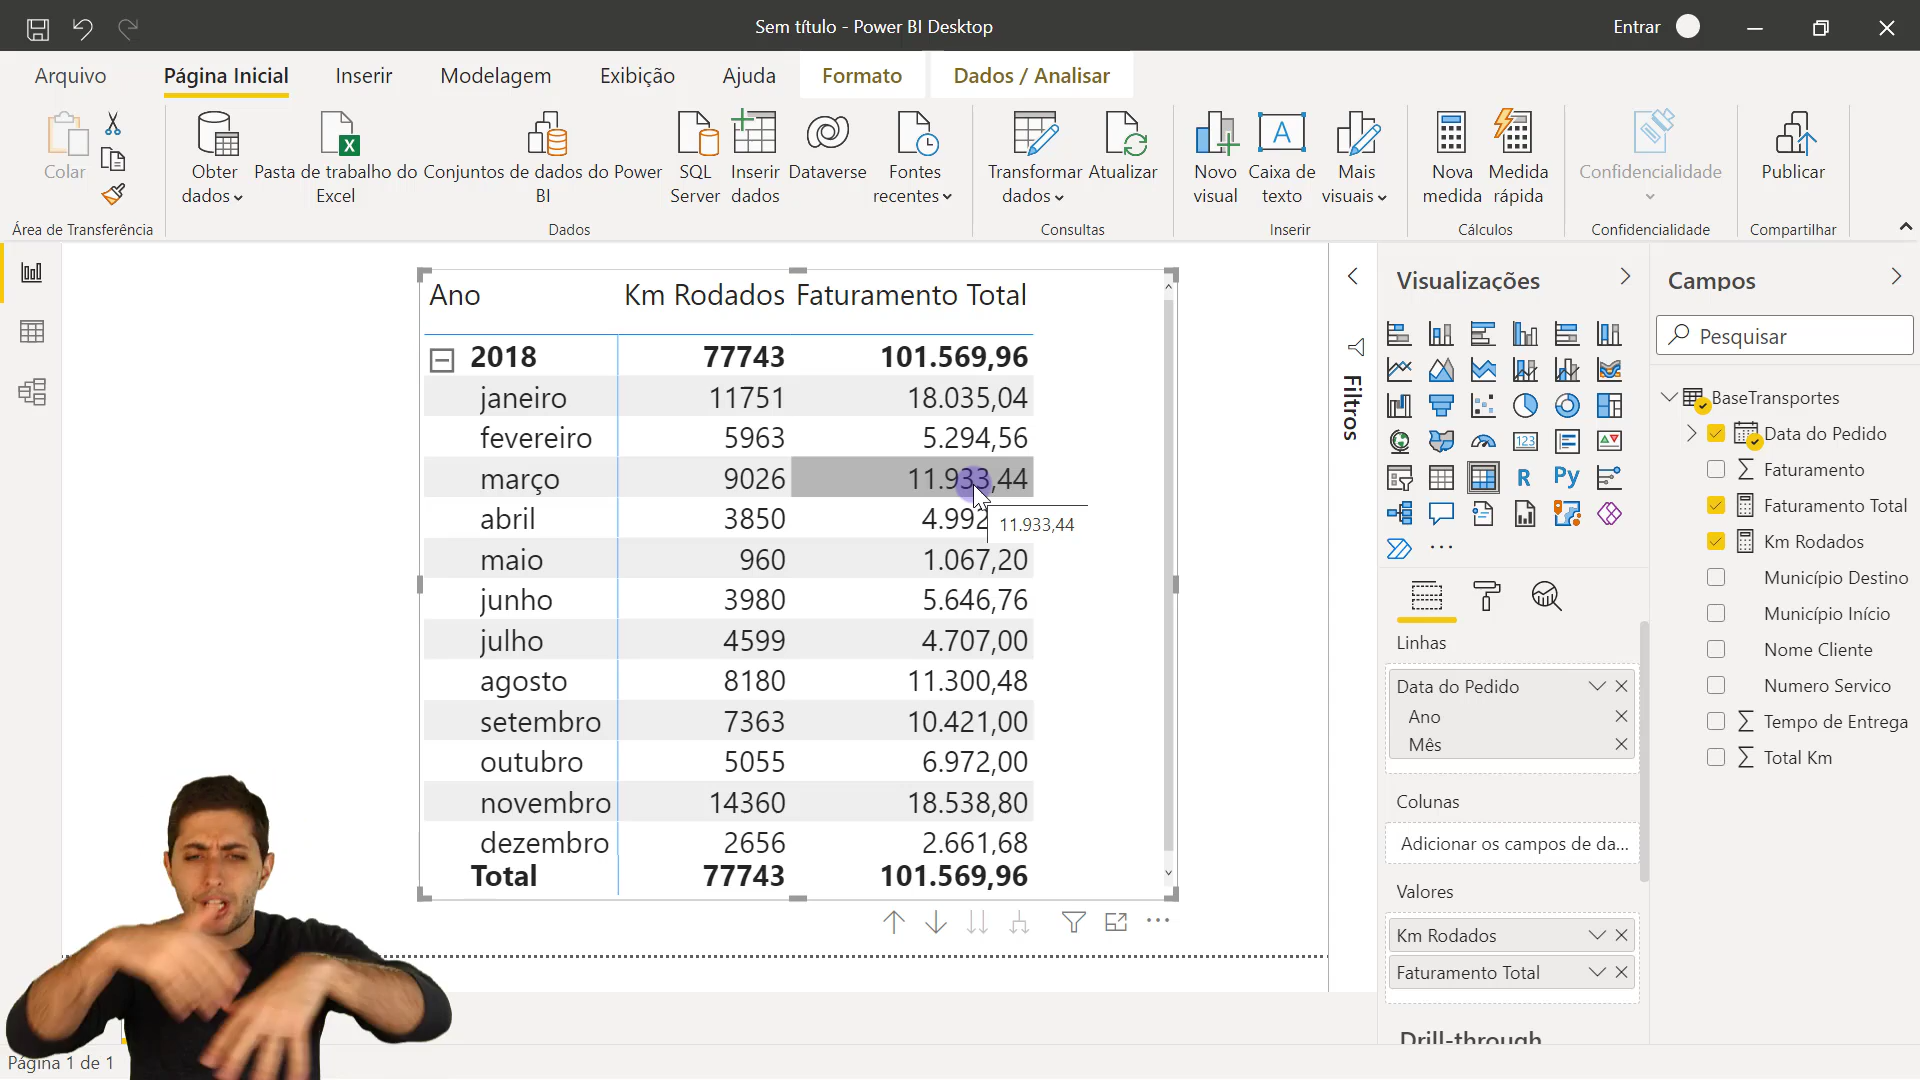 Sem título - Power BI Desktop
Entrar
Arquivo
Página Inicial
Inserir
Modelagem
Exibição
Ajuda
Formato
Dados / Analisar
Colar
Obter
dados
Pasta de trabalho do
Excel
Conjuntos de dados do Power
BI
SQL
Server
Inserir
dados
Dataverse
Fontes
recentes
Transformar
dados
Atualizar
Novo
visual
Caixa de
texto
Mais
visuais
Nova
medida
Medida
rápida
Confidencialidade
Publicar
Área de Transferência
Dados
Consultas
Inserir
Cálculos
Confidencialidade
Compartilhar
Ano Km Rodados Faturamento Total
2018 77743 101.569,96
janeiro 11751 18.035,04
fevereiro 5963 5.294,56
março 9026 11.933,44
abril 3850 4.992
11.933,44
maio 960 1.067,20
junho 3980 5.646,76
julho 4599 4.707,00
agosto 8180 11.300,48
setembro 7363 10.421,00
outubro 5055 6.972,00
novembro 14360 18.538,80
dezembro 2656 2.661,68
Total 77743 101.569,96
Filtros
Visualizações
123
R
Py
Linhas
Data do Pedido
Ano
Mês
Colunas
Adicionar os campos de da...
Valores
Km Rodados
Faturamento Total
Drill-through
Campos
Pesquisar
BaseTransportes
Data do Pedido
Faturamento
Faturamento Total
Km Rodados
Município Destino
Município Início
Nome Cliente
Numero Servico
Tempo de Entrega
Total Km
Página 1 de 1